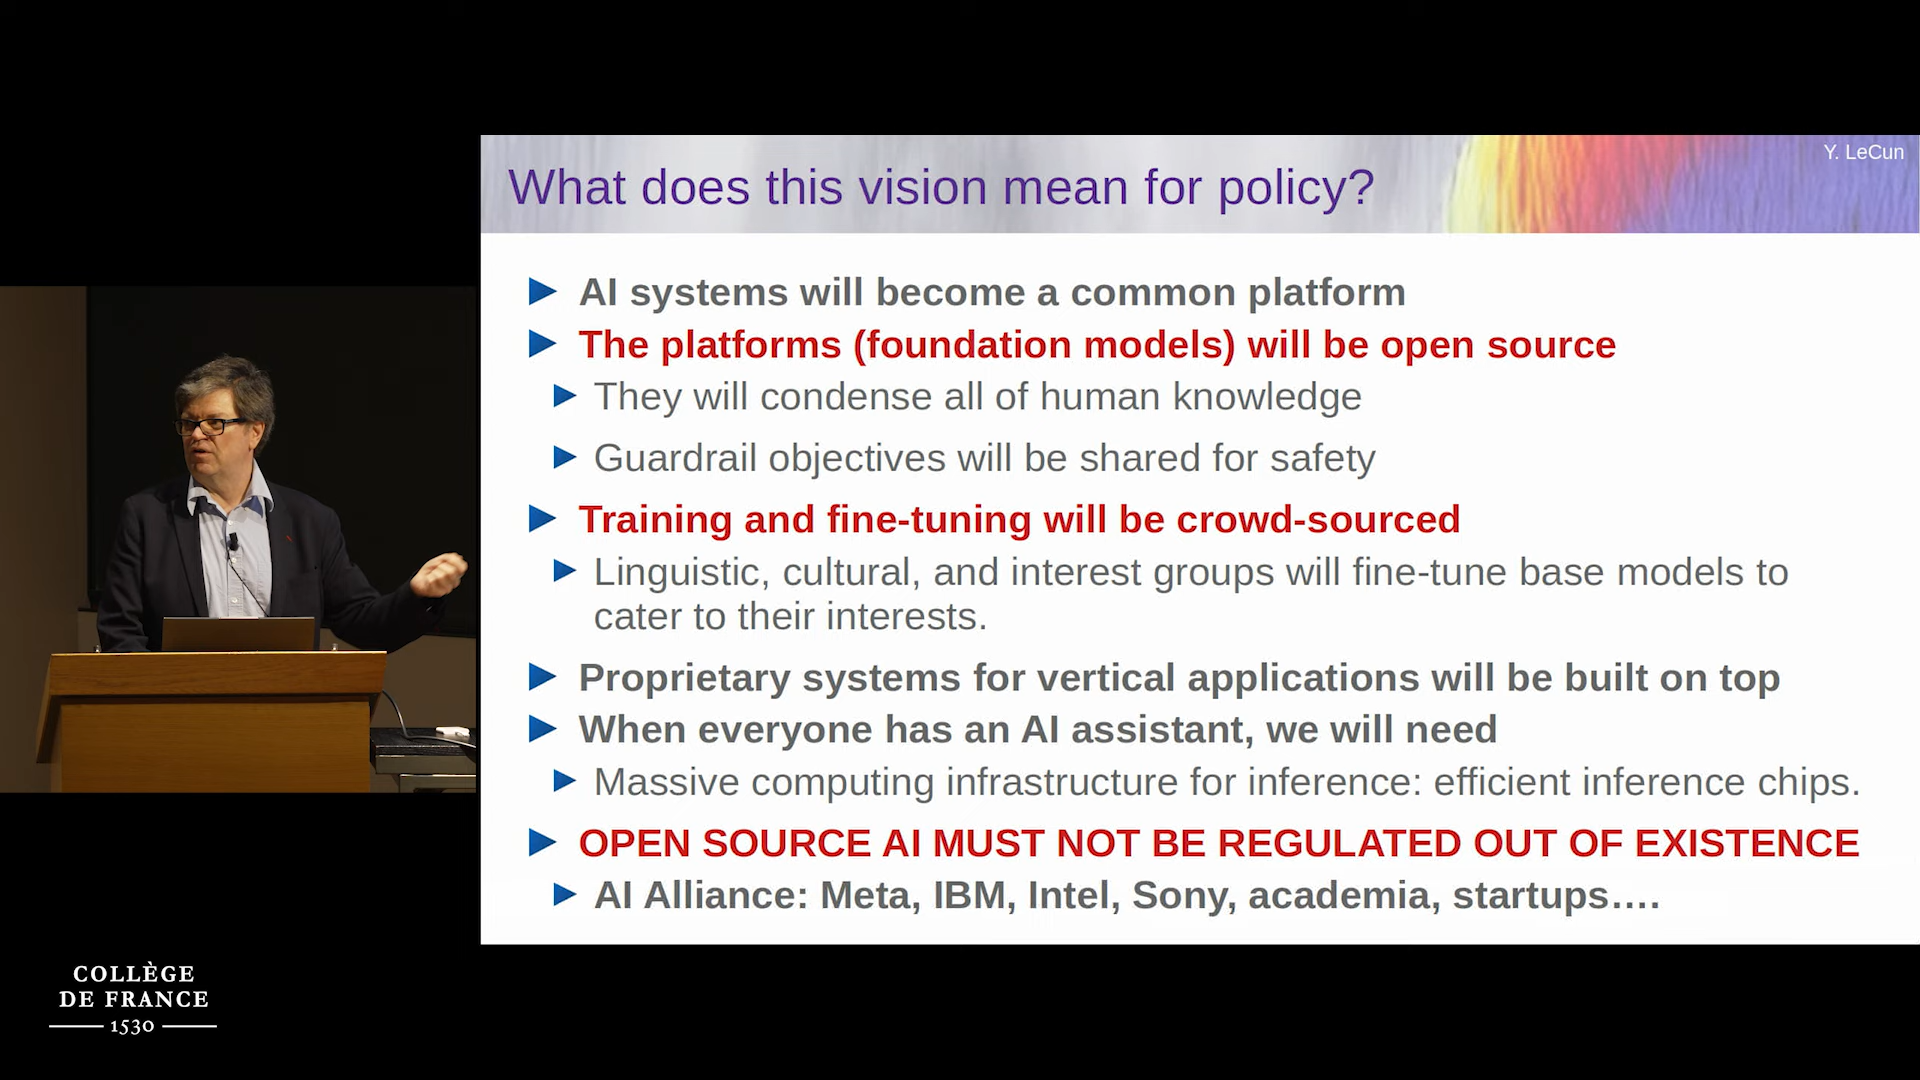 Y. LeCun
What does this vision mean for policy?
AI systems will become a common platform
The platforms (foundation models) will be open source
They will condense all of human knowledge
Guardrail objectives will be shared for safety
Training and fine-tuning will be crowd-sourced
Linguistic, cultural, and interest groups will fine-tune base models to
cater to their interests.
Proprietary systems for vertical applications will be built on top
When everyone has an AI assistant, we will need
Massive computing infrastructure for inference: efficient inference chips.
OPEN SOURCE AI MUST NOT BE REGULATED OUT OF EXISTENCE
AI Alliance: Meta, IBM, Intel, Sony, academia, startups….
COLLÈGE
DE FRANCE
1530